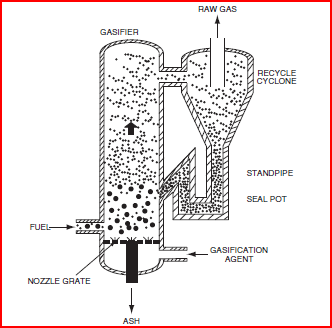 RAW GAS
GASIFIER
RECYCLE
CYCLONE
STANDPIPE
SEAL POT
FUEL
GASIFICATION
AGENT
NOZZLE GRATE
ASH